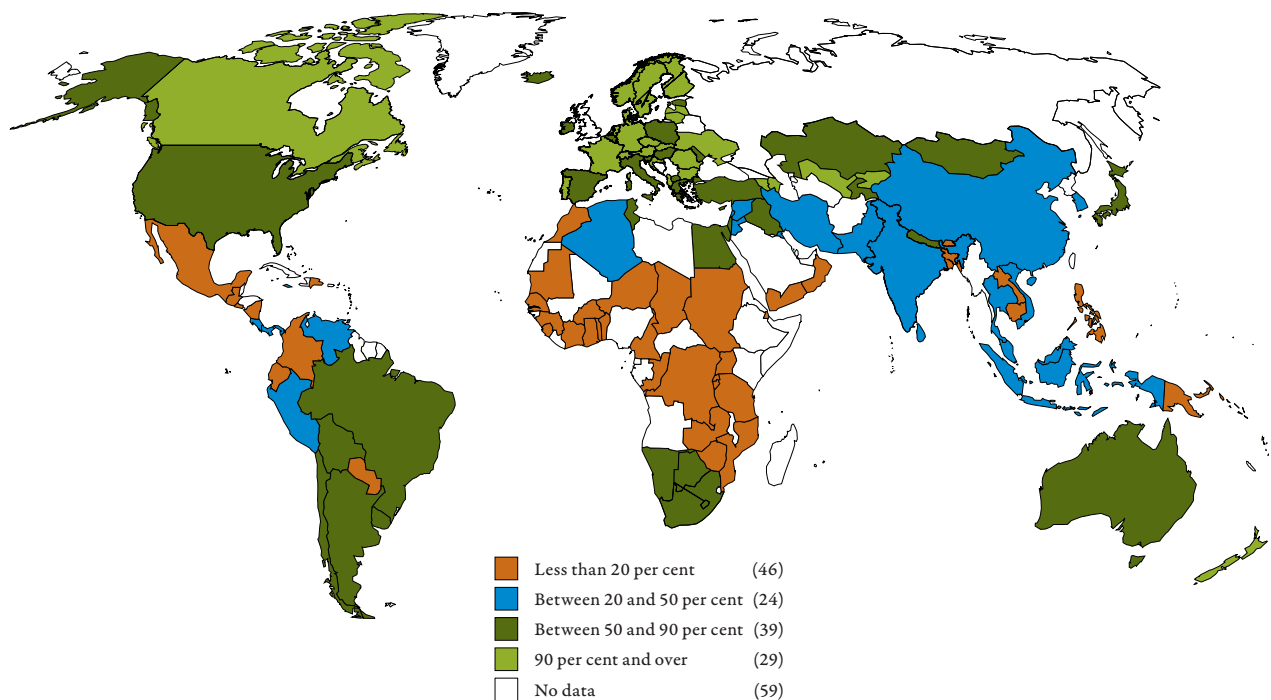 Less than 20 per cent (46)
Between 20 and 50 per cent (24)
Between 50 and 90 per cent (39)
90 per cent and over (29)
No data (59)